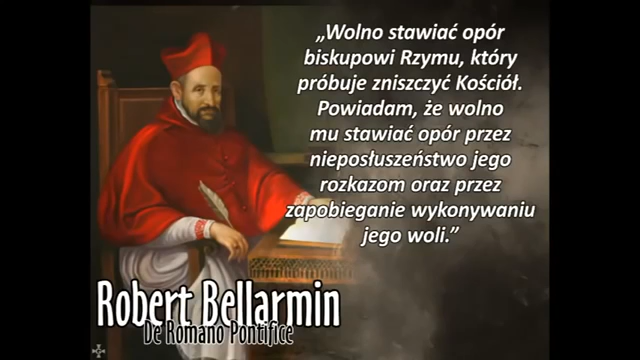 „Wolno stawiać opór
biskupowi Rzymu, który
próbuje zniszczyć Kościół.
Powiadam, że wolno
mu stawiać opór przez
nieposłuszeństwo jego
rozkazom oraz przez
zapobieganie wykonywaniu
jego woli.”
Robert Bellarmin
De Romano Pontifice